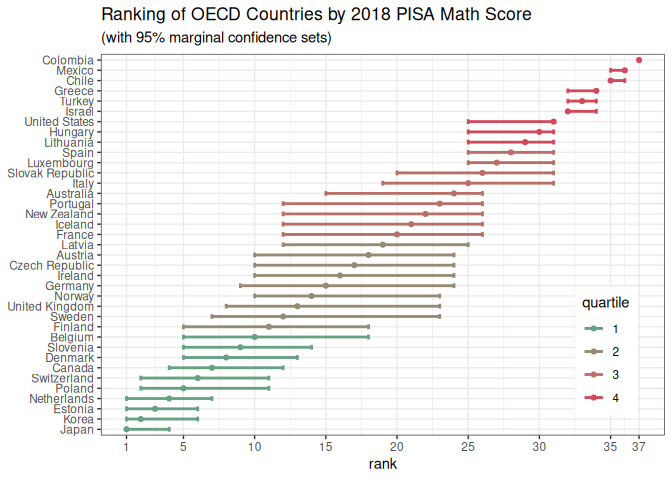 Ranking of OECD Countries by 2018 PISA Math Score
(with 95% marginal confidence sets)
Colombia
Mexico
Chile
Greece
Turkey
Israel
United States
Hungary
Lithuania
Spain
Luxembourg
Slovak Republic
Italy
Australia
Portugal
New Zealand
Iceland
France
Latvia
Austria
Czech Republic
Ireland
Germany
Norway
United Kingdom
Sweden
Finland
Belgium
Slovenia
Denmark
Canada
Switzerland
Poland
Netherlands
Estonia
Korea
Japan
quartile
1
2
3
4
1 5 10 15 20 25 30 35 37
rank